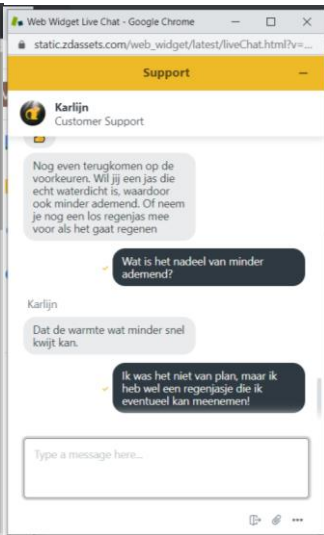 Web Widget Live Chat - Google Chrome
static.zdassets.com/web_widget/latest/liveChat.html?v=...
Support
Karlijn
Customer Support
Nog even terugkomen op de
voorkeuren. Wil jij een jas die
echt waterdicht is, waardoor
ook minder ademend. Of neem
je nog een los regenjas mee
voor als het gaat regenen
Wat is het nadeel van minder
ademend?
Karlijn
Dat de warmte wat minder snel
kwijt kan.
Ik was het niet van plan, maar ik
heb wel een regenjasje die ik
eventueel kan meenemen!
Type a message here...